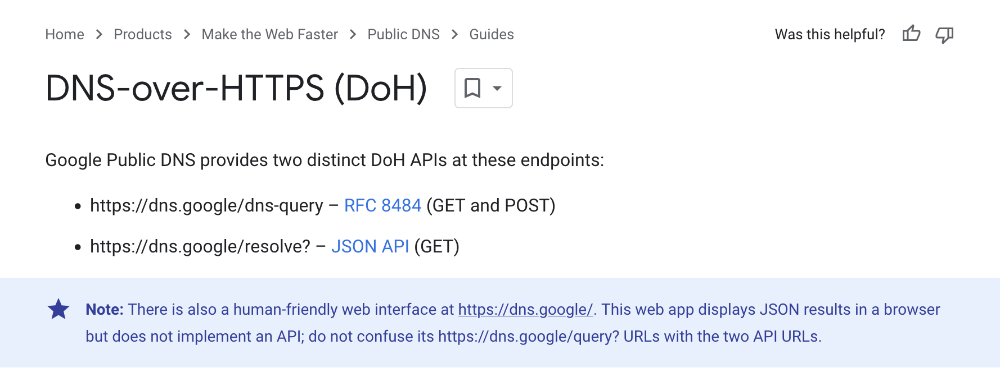 Home > Products > Make the Web Faster > Public DNS > Guides
Was this helpful?
DNS-over-HTTPS (DoH)
Google Public DNS provides two distinct DoH APIs at these endpoints:
• https://dns.google/dns-query – RFC 8484 (GET and POST)
• https://dns.google/resolve? – JSON API (GET)
Note: There is also a human-friendly web interface at https://dns.google/. This web app displays JSON results in a browser
but does not implement an API; do not confuse its https://dns.google/query? URLs with the two API URLs.